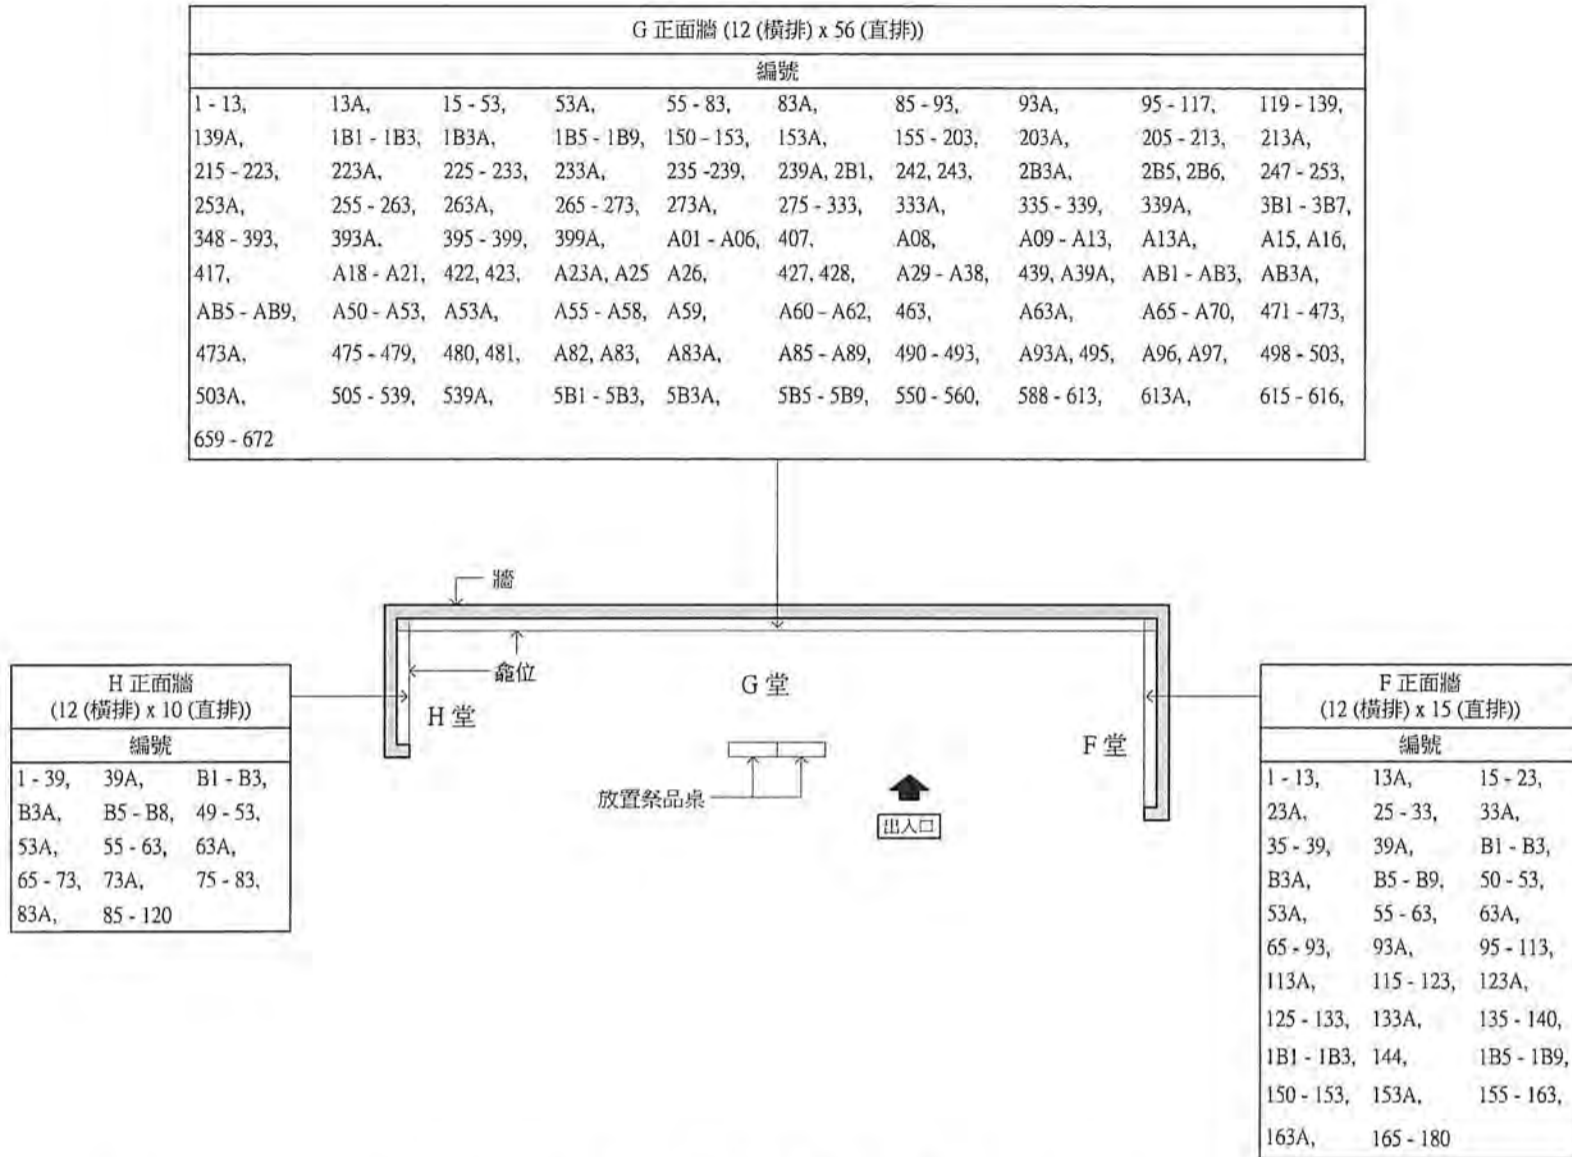 G 正面牆 (12 (橫排) x 56 (直排))
編號
1 - 13, 13A, 15 - 53, 53A, 55 - 83, 83A, 85 - 93, 93A, 95 - 117, 119 - 139,
139A, 1B1 - 1B3, 1B3A, 1B5 - 1B9, 150 - 153, 153A, 155 - 203, 203A, 205 - 213, 213A,
215 - 223, 223A, 225 - 233, 233A, 235 -239, 239A, 2B1, 242, 243, 2B3A, 2B5, 2B6, 247 - 253,
253A, 255 - 263, 263A, 265 - 273, 273A, 275 - 333, 333A, 335 - 339, 339A, 3B1 - 3B7,
348 - 393, 393A, 395 - 399, 399A, A01 - A06, 407, A08, A09 - A13, A13A, A15, A16,
417, A18 - A21, 422, 423, A23A, A25 A26, 427, 428, A29 - A38, 439, A39A, AB1 - AB3, AB3A,
AB5 - AB9, A50 - A53, A53A, A55 - A58, A59, A60 - A62, 463, A63A, A65 - A70, 471 - 473,
473A, 475 - 479, 480, 481, A82, A83, A83A, A85 - A89, 490 - 493, A93A, 495, A96, A97, 498 - 503,
503A, 505 - 539, 539A, 5B1 - 5B3, 5B3A, 5B5 - 5B9, 550 - 560, 588 - 613, 613A, 615 - 616,
659 - 672
牆
龕位
G 堂
H 堂
F 堂
放置祭品桌
出入口
H 正面牆
(12 (橫排) x 10 (直排))
編號
1 - 39, 39A, B1 - B3,
B3A, B5 - B8, 49 - 53,
53A, 55 - 63, 63A,
65 - 73, 73A, 75 - 83,
83A, 85 - 120
F 正面牆
(12 (橫排) x 15 (直排))
編號
1 - 13, 13A, 15 - 23,
23A, 25 - 33, 33A,
35 - 39, 39A, B1 - B3,
B3A, B5 - B9, 50 - 53,
53A, 55 - 63, 63A,
65 - 93, 93A, 95 - 113,
113A, 115 - 123, 123A,
125 - 133, 133A, 135 - 140,
1B1 - 1B3, 144, 1B5 - 1B9,
150 - 153, 153A, 155 - 163,
163A, 165 - 180